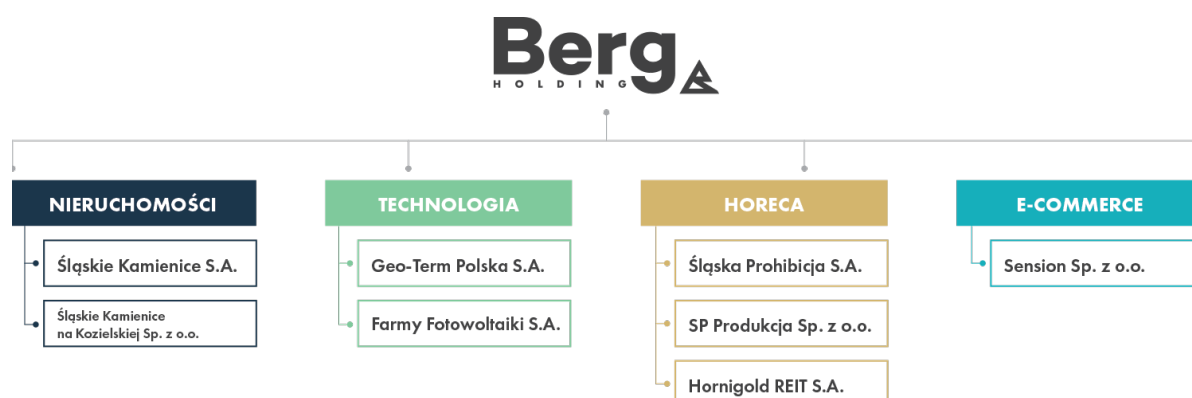 Berg
HOLDING
NIERUCHOMOŚCI
Śląskie Kamienice S.A.
Śląskie Kamienice
na Kozielskiej Sp. z o.o.
TECHNOLOGIA
Geo-Term Polska S.A.
Farmy Fotowoltaiki S.A.
HORECA
Śląska Prohibicja S.A.
SP Produkcja Sp. z o.o.
Hornigold REIT S.A.
E-COMMERCE
Sension Sp. z o.o.